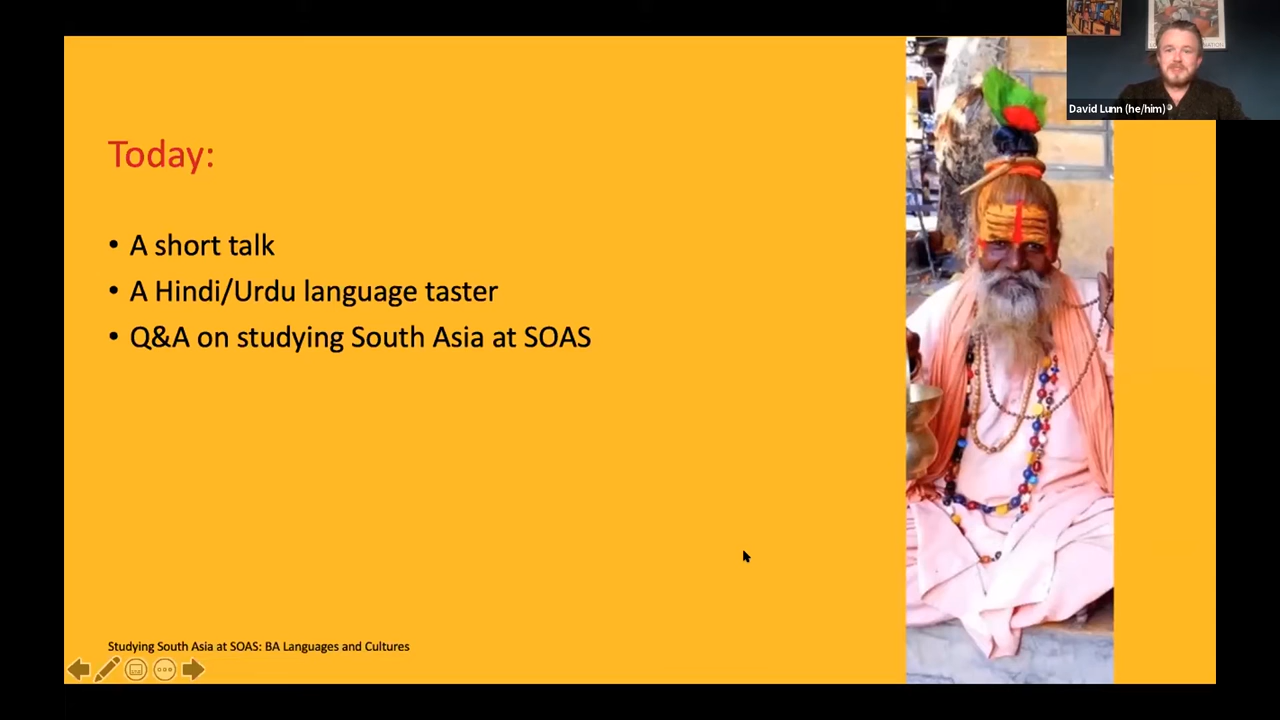 Today:
• A short talk
• A Hindi/Urdu language taster
• Q&A on studying South Asia at SOAS
Studying South Asia at SOAS: BA Languages and Cultures
David Lunn (he/him)